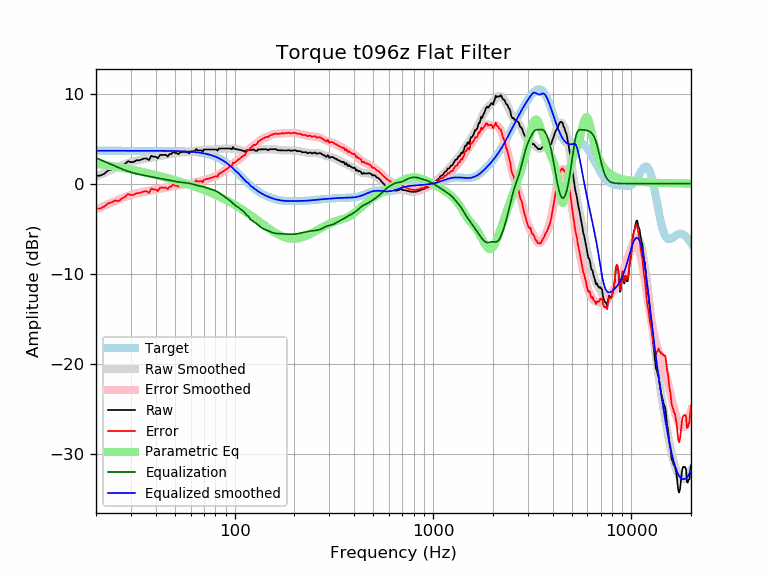 Torque t096z Flat Filter
Amplitude (dBr)
10
0
−10
−20
−30
Target
Raw Smoothed
Error Smoothed
Raw
Error
Parametric Eq
Equalization
Equalized smoothed
100 1000 10000
Frequency (Hz)